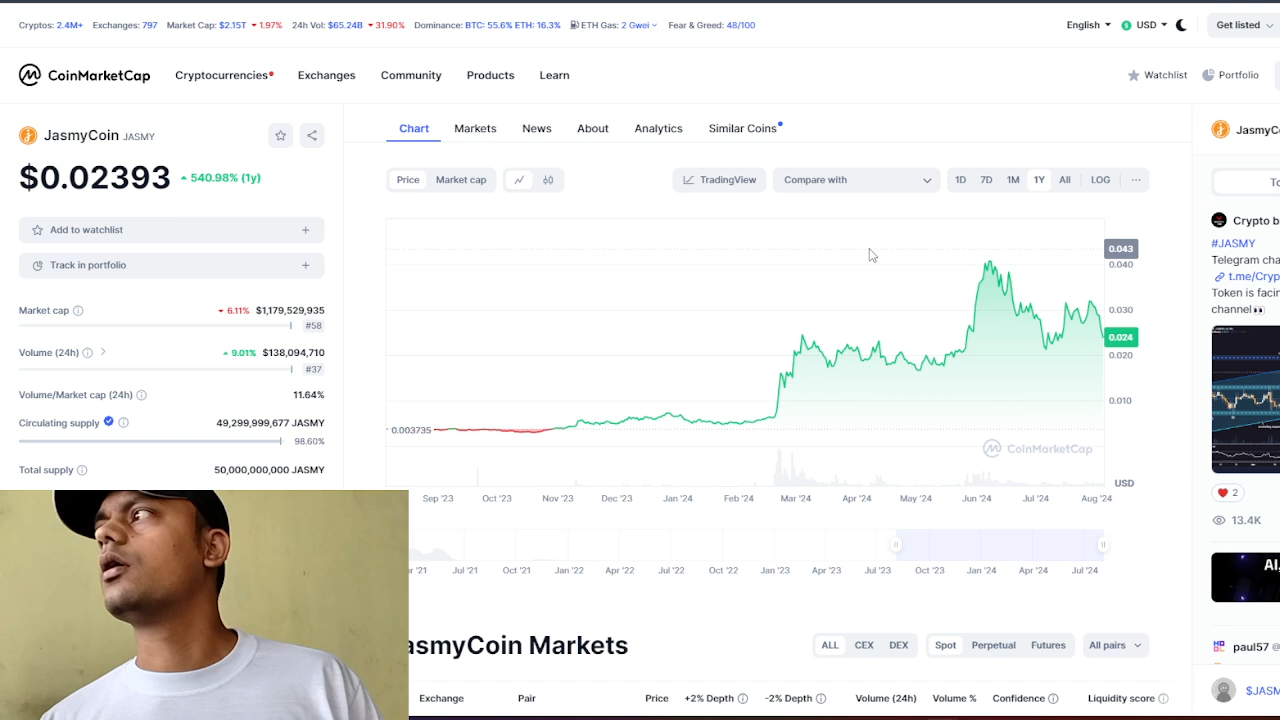 Cryptos: 2.4M+ Exchanges: 797 Market Cap: $2.15T 1.97% 24h Vol: $65.24B 31.90% Dominance: BTC: 55.6% ETH: 16.3% ETH Gas: 2 Gwei Fear & Greed: 48/100
English USD Get listed
CoinMarketCap Cryptocurrencies Exchanges Community Products Learn
Watchlist Portfolio
JasmyCoin JASMY
$0.02393 540.98% (1y)
Add to watchlist +
Track in portfolio +
Market cap 6.11% $1,179,529,935
#58
Volume (24h) 9.01% $138,094,710
#37
Volume/Market cap (24h) 11.64%
Circulating supply 49,299,999,677 JASMY
98.60%
Total supply 50,000,000,000 JASMY
Chart Markets News About Analytics Similar Coins
Price Market cap TradingView Compare with 1D 7D 1M 1Y All LOG ...
0.043
0.040
0.030
0.024
0.020
0.010
0.003735
CoinMarketCap
USD
Sep '23 Oct '23 Nov '23 Dec '23 Jan '24 Feb '24 Mar '24 Apr '24 May '24 Jun '24 Jul '24 Aug '24
r '21 Jul '21 Oct '21 Jan '22 Apr '22 Jul '22 Oct '22 Jan '23 Apr '23 Jul '23 Oct '23 Jan '24 Apr '24 Jul '24
asmyCoin Markets
ALL CEX DEX Spot Perpetual Futures All pairs
Exchange Pair Price +2% Depth -2% Depth Volume (24h) Volume % Confidence Liquidity score
JasmyCo
To
Crypto b
#JASMY
Telegram cha
t.me/Cryp
Token is facin
channel
2
13.4K
AI,
paul57 @
$JASM